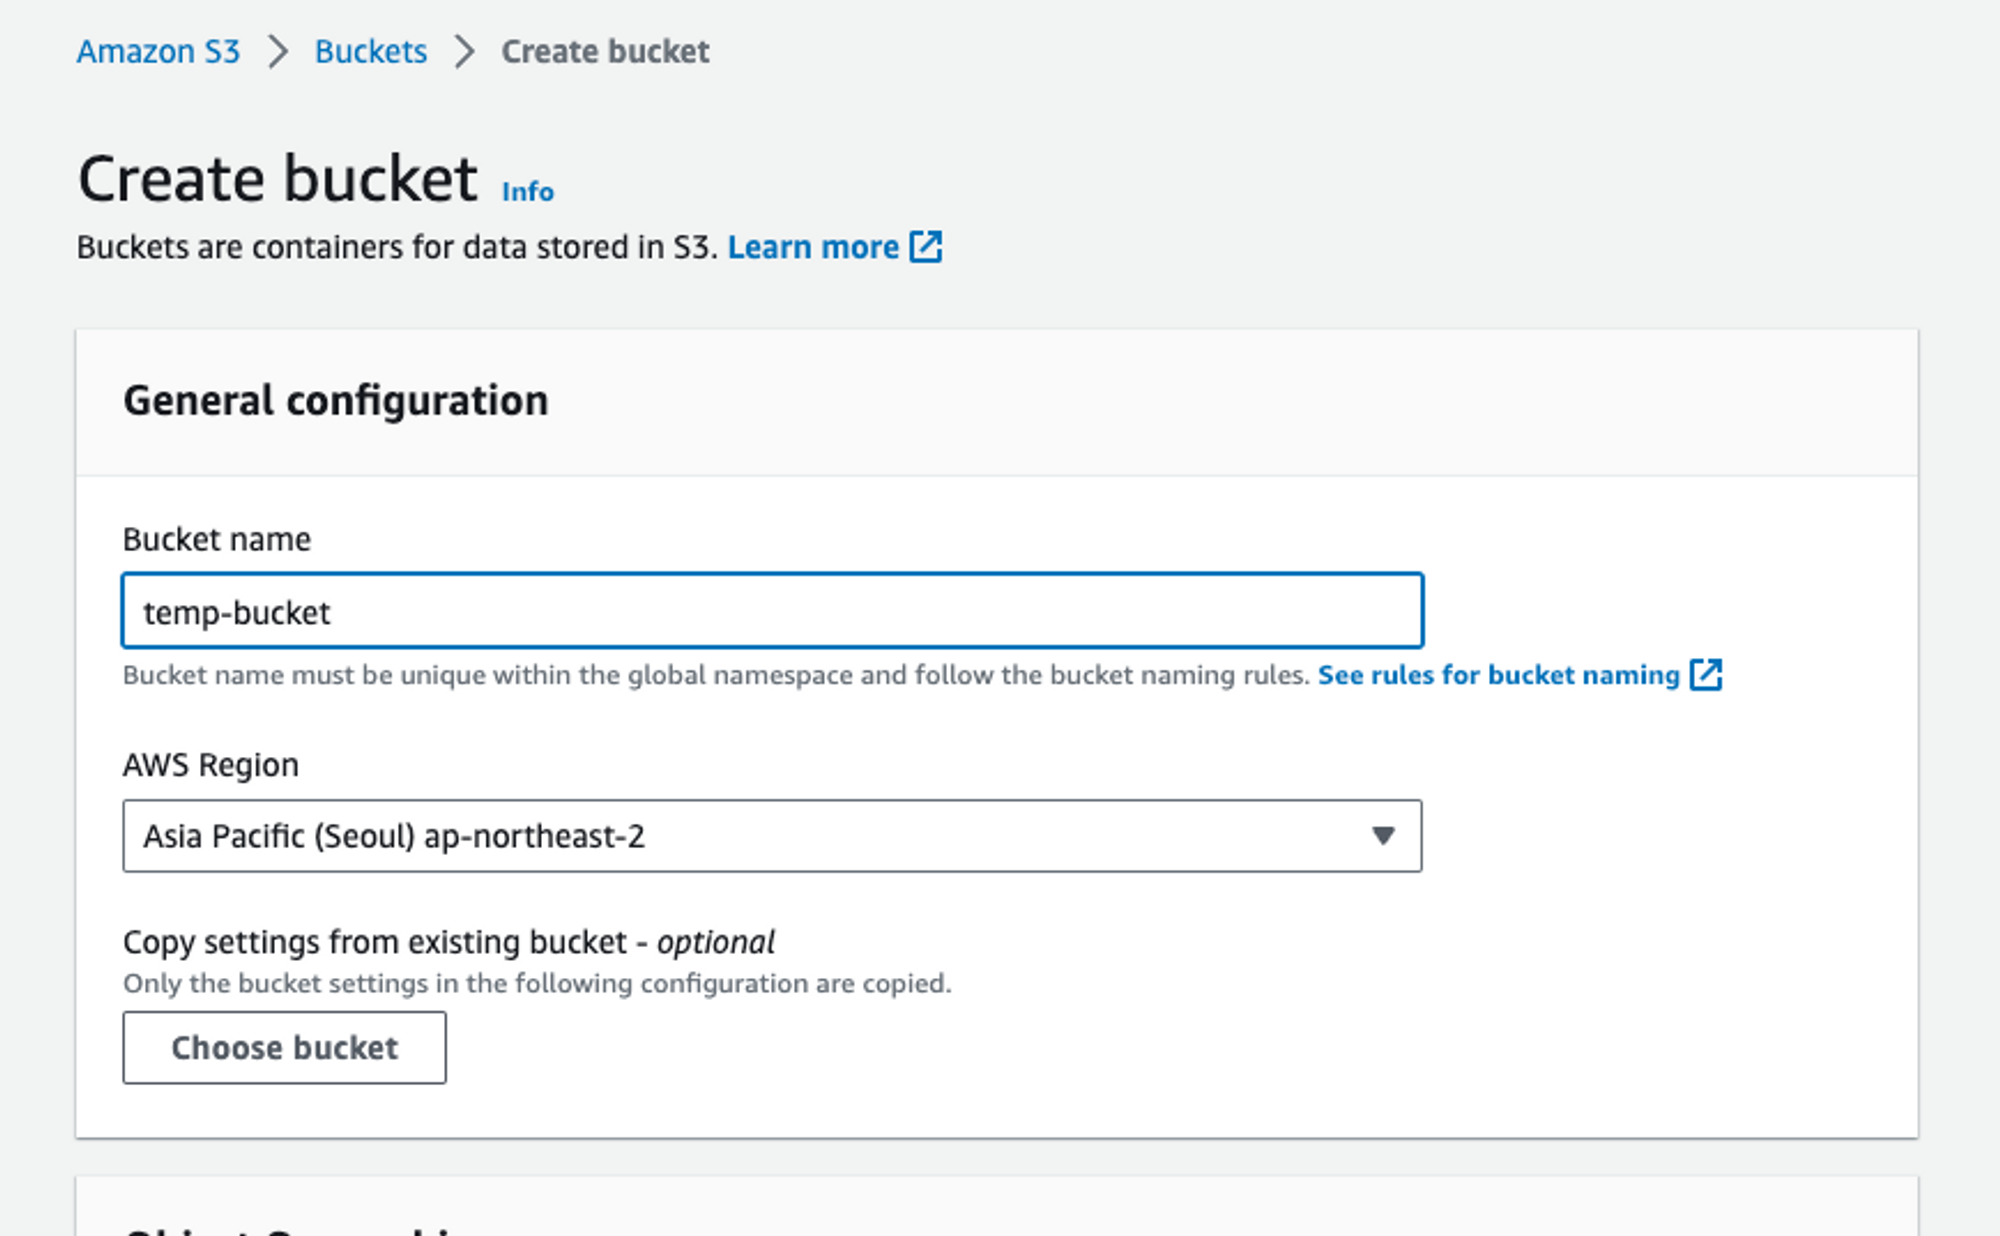 Amazon S3 > Buckets > Create bucket
Create bucket Info
Buckets are containers for data stored in S3. Learn more
General configuration
Bucket name
temp-bucket
Bucket name must be unique within the global namespace and follow the bucket naming rules. See rules for bucket naming
AWS Region
Asia Pacific (Seoul) ap-northeast-2
Copy settings from existing bucket - optional
Only the bucket settings in the following configuration are copied.
Choose bucket